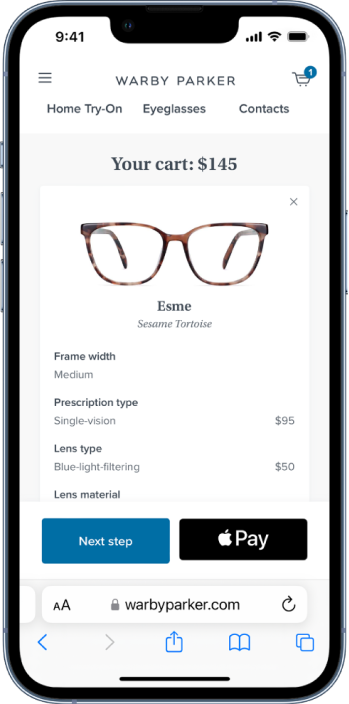 9:41
WARBY PARKER
1
Home Try-On Eyeglasses Contacts
Your cart: $145
Esme
Sesame Tortoise
Frame width
Medium
Prescription type
Single-vision $95
Lens type
Blue-light-filtering $50
Lens material
Next step Pay
AA warbyparker.com